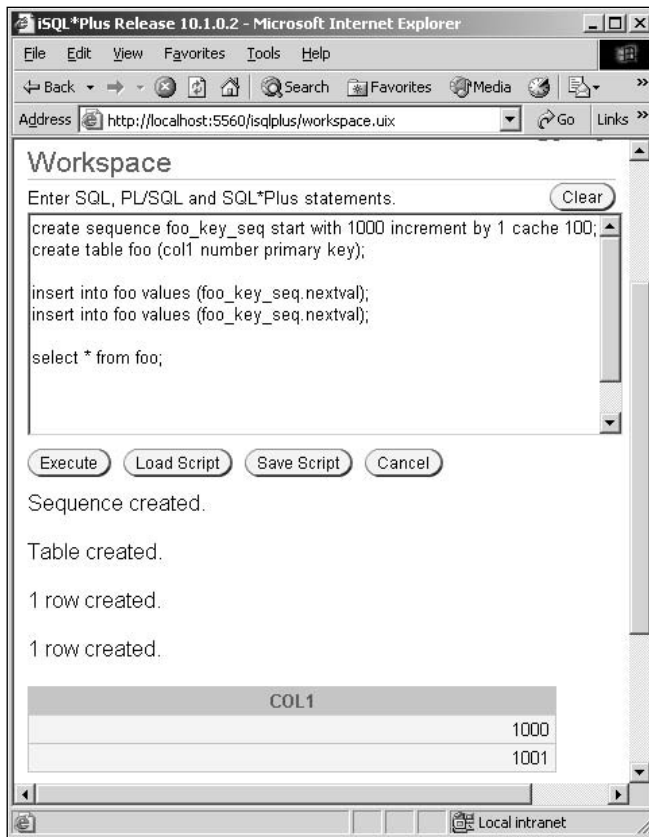 iSQL*Plus Release 10.1.0.2 - Microsoft Internet Explorer
File Edit View Favorites Tools Help
Back Search Favorites Media »
Address http://localhost:5560/isqlplus/workspace.uix Go Links »
Workspace
Enter SQL, PL/SQL and SQL*Plus statements. Clear
create sequence foo_key_seq start with 1000 increment by 1 cache 100;
create table foo (col1 number primary key);
insert into foo values (foo_key_seq.nextval);
insert into foo values (foo_key_seq.nextval);
select * from foo;
Execute Load Script Save Script Cancel
Sequence created.
Table created.
1 row created.
1 row created.
COL1
1000
1001
Local intranet